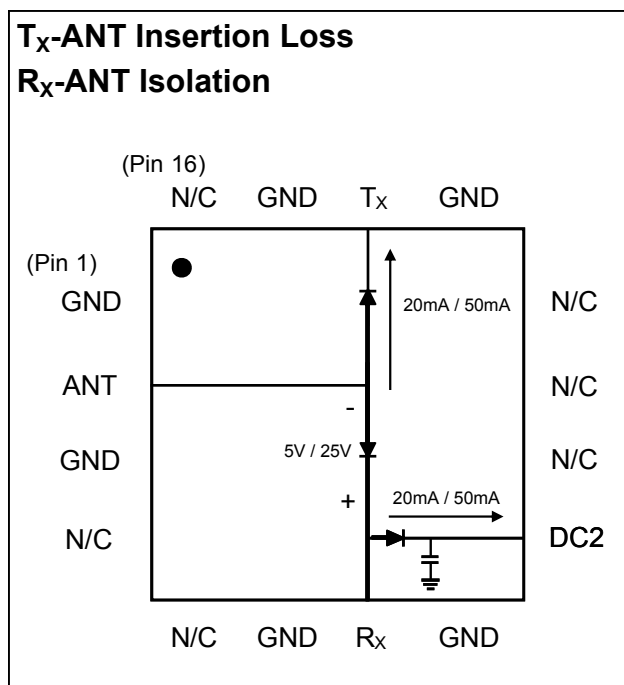 TX-ANT Insertion Loss
RX-ANT Isolation
(Pin 16)
N/C GND TX GND
(Pin 1)
GND 20mA / 50mA N/C
ANT N/C
-
GND 5V / 25V N/C
+ 20mA / 50mA
N/C DC2
N/C GND RX GND